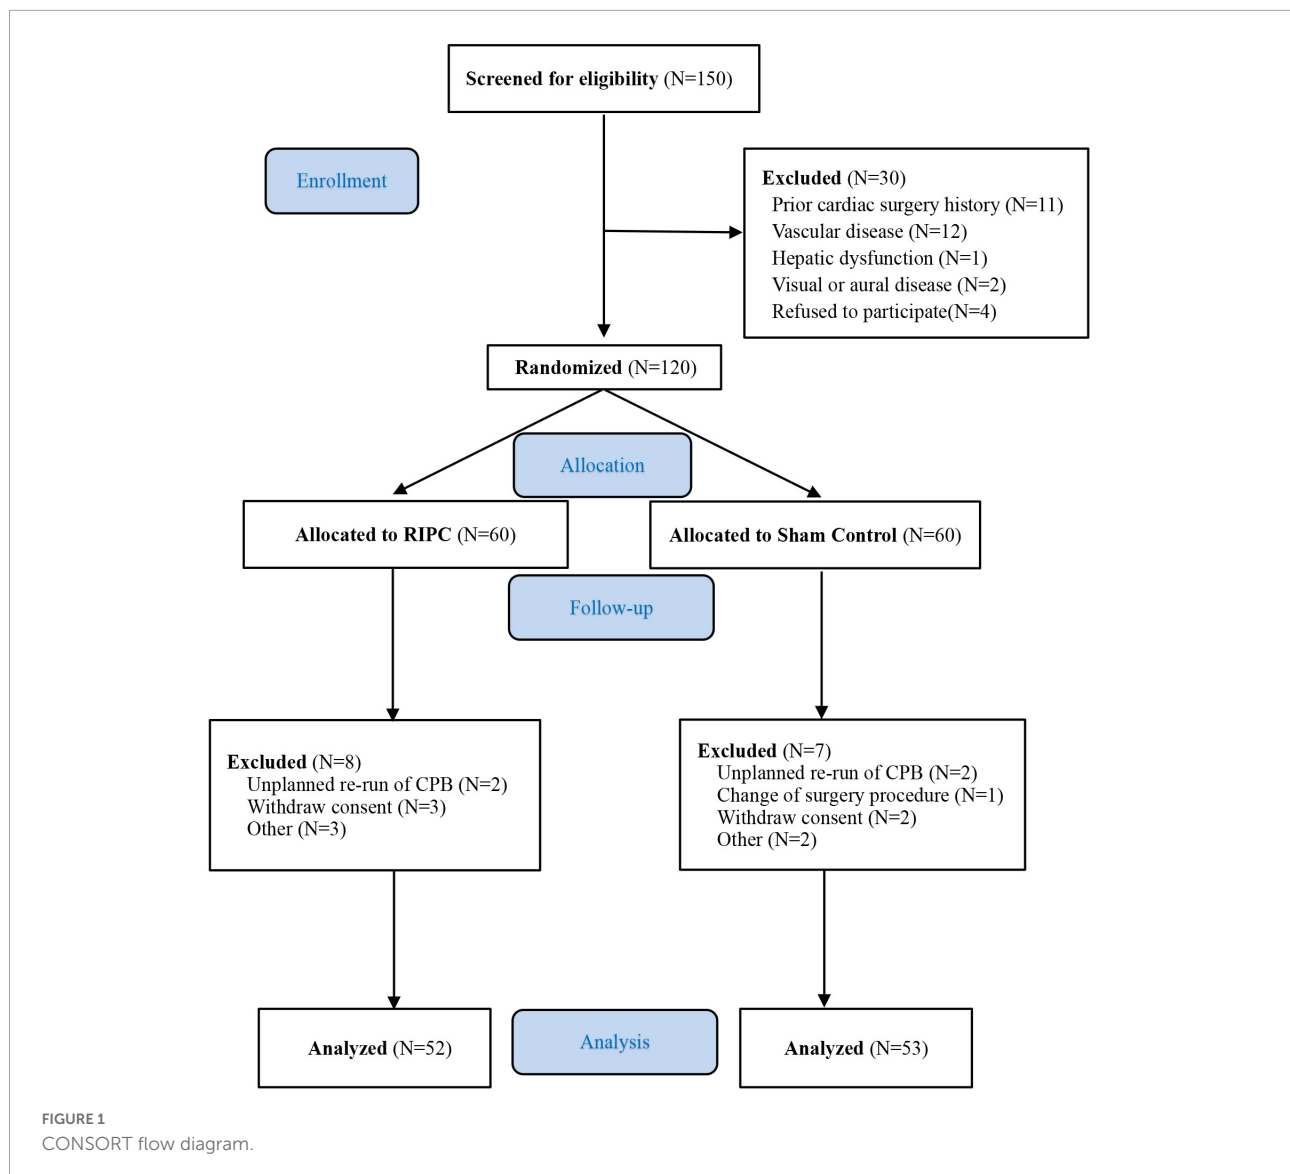 Screened for eligibility (N=150)
Enrollment
Excluded (N=30)
Prior cardiac surgery history (N=11)
Vascular disease (N=12)
Hepatic dysfunction (N=1)
Visual or aural disease (N=2)
Refused to participate(N=4)
Randomized (N=120)
Allocation
Allocated to RIPC (N=60)
Allocated to Sham Control (N=60)
Follow-up
Excluded (N=8)
Unplanned re-run of CPB (N=2)
Withdraw consent (N=3)
Other (N=3)
Excluded (N=7)
Unplanned re-run of CPB (N=2)
Change of surgery procedure (N=1)
Withdraw consent (N=2)
Other (N=2)
Analyzed (N=52)
Analysis
Analyzed (N=53)
FIGURE 1
CONSORT flow diagram.